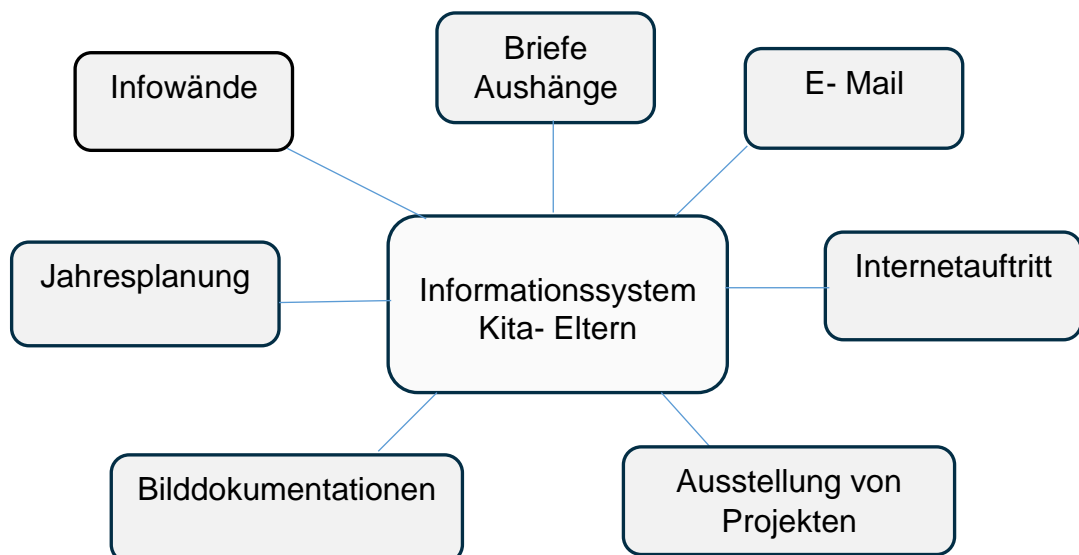 Infowände
Briefe
Aushänge
E- Mail
Jahresplanung
Informationssystem
Kita- Eltern
Internetauftritt
Bilddokumentationen
Ausstellung von
Projekten